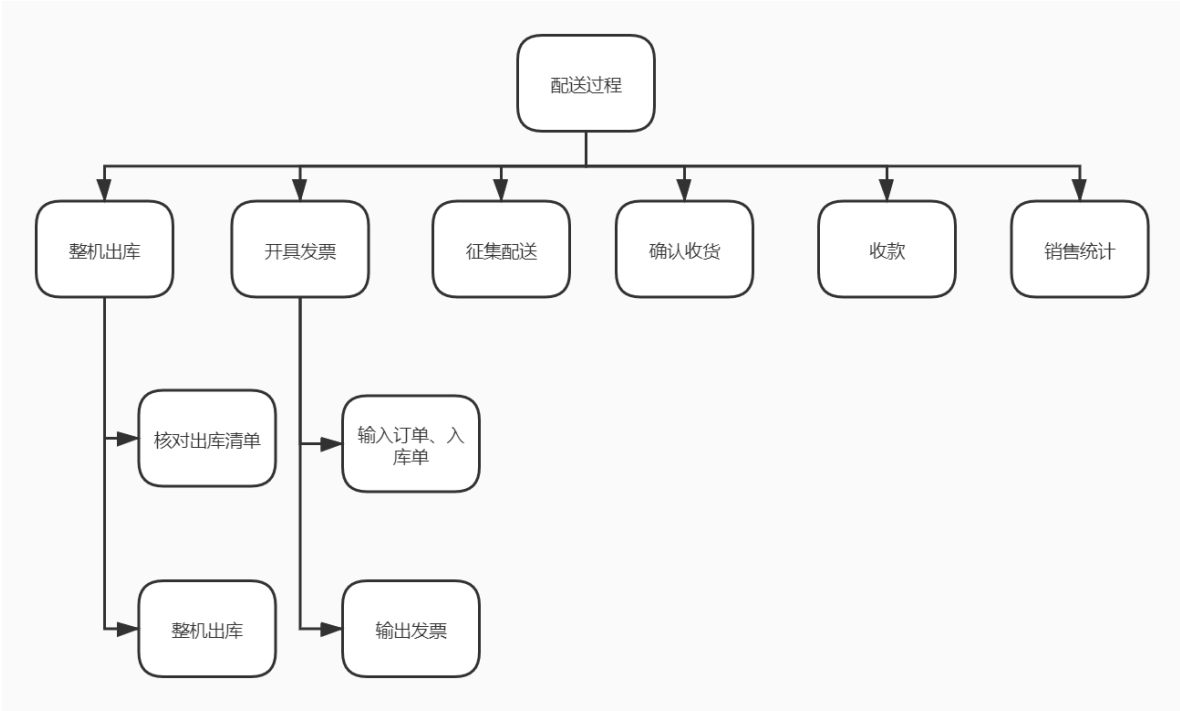 配送过程
整机出库
开具发票
征集配送
确认收货
收款
销售统计
核对出库清单
输入订单、入
库单
整机出库
输出发票